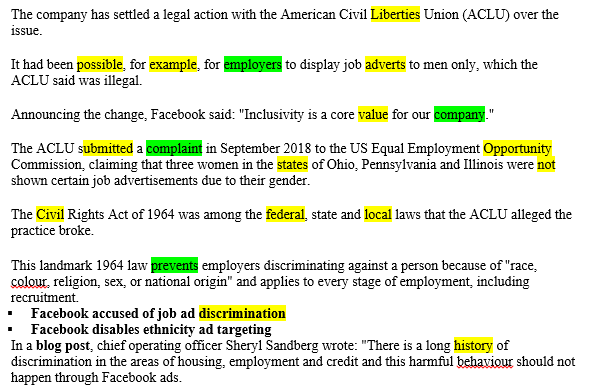 The company has settled a legal action with the American Civil Liberties Union (ACLU) over the
issue.
It had been possible, for example, for employers to display job adverts to men only, which the
ACLU said was illegal.
Announcing the change, Facebook said: "Inclusivity is a core value for our company."
The ACLU submitted a complaint in September 2018 to the US Equal Employment Opportunity
Commission, claiming that three women in the states of Ohio, Pennsylvania and Illinois were not
shown certain job advertisements due to their gender.
The Civil Rights Act of 1964 was among the federal, state and local laws that the ACLU alleged the
practice broke.
This landmark 1964 law prevents employers discriminating against a person because of "race,
colour, religion, sex, or national origin" and applies to every stage of employment, including
recruitment.
▪ Facebook accused of job ad discrimination
▪ Facebook disables ethnicity ad targeting
In a blog post, chief operating officer Sheryl Sandberg wrote: "There is a long history of
discrimination in the areas of housing, employment and credit and this harmful behaviour should not
happen through Facebook ads.